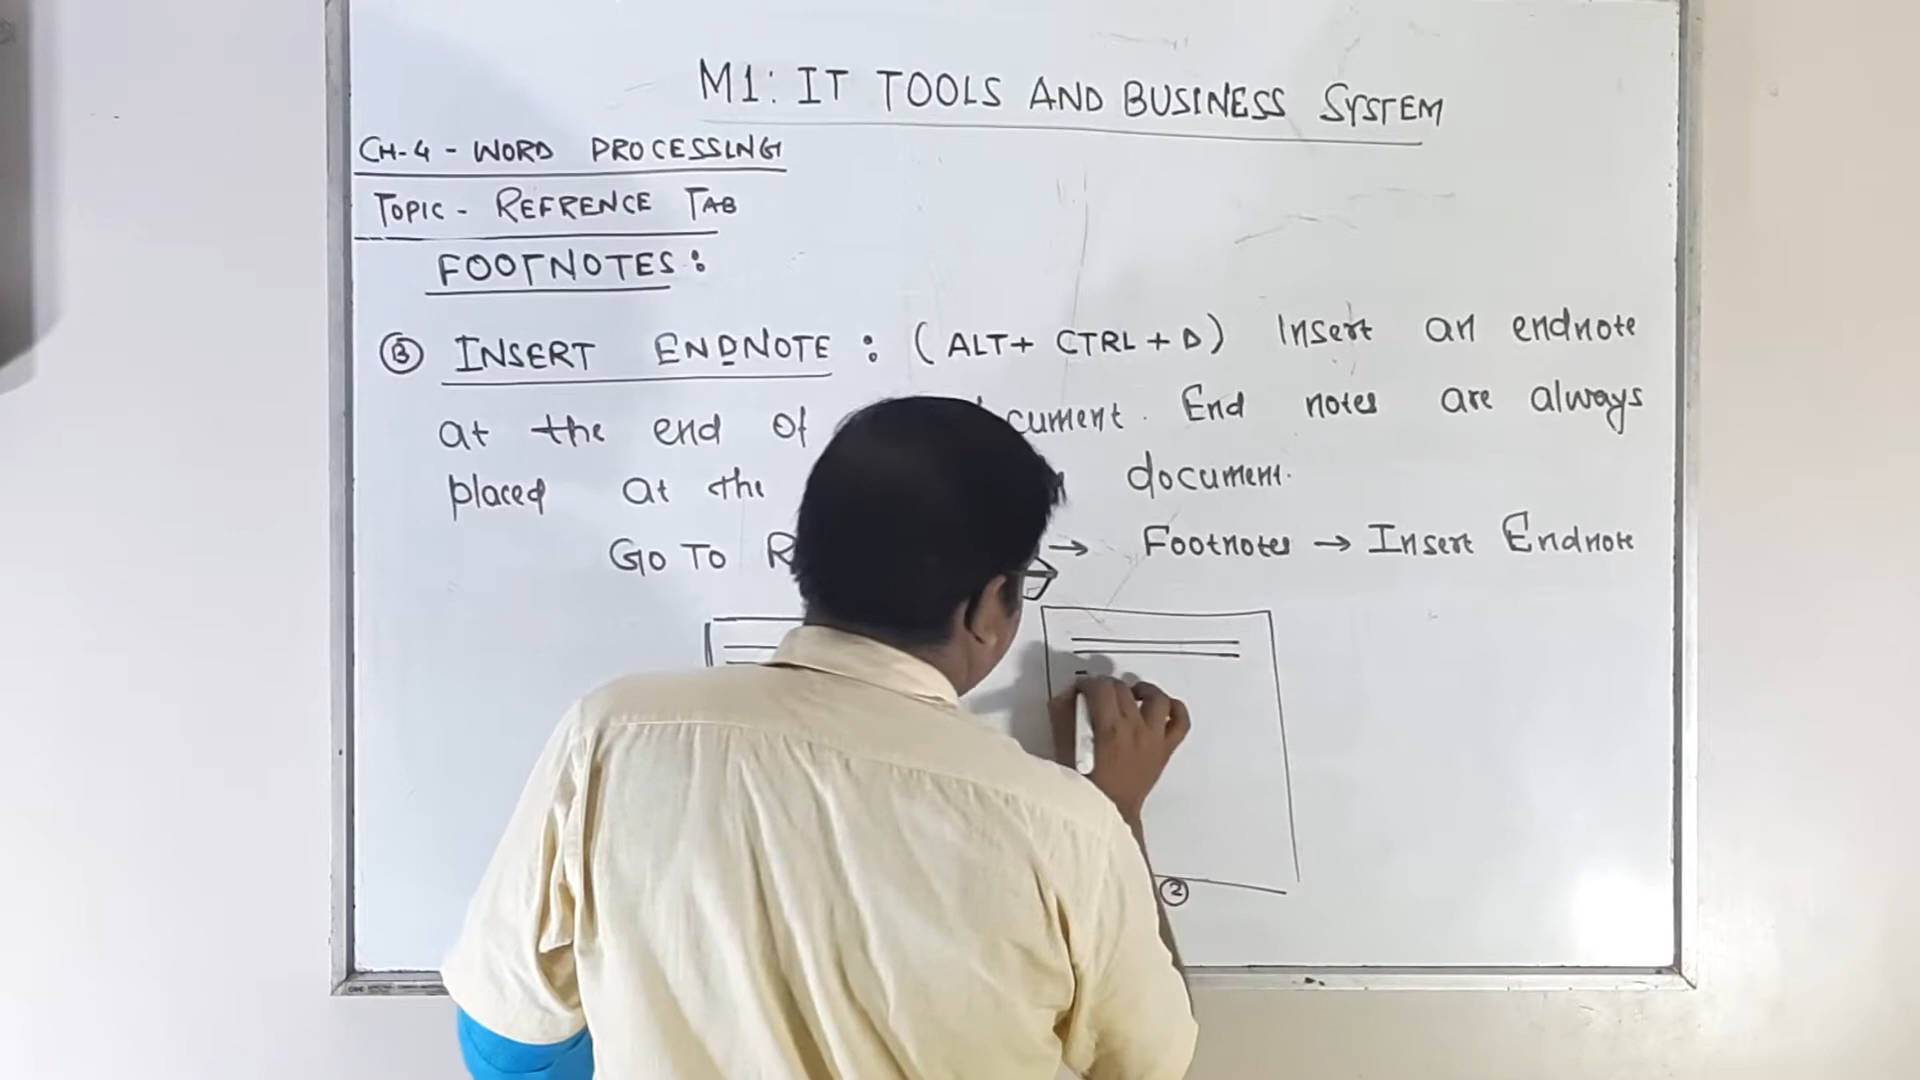 M1: IT TOOLS AND BUSINESS SYSTEM
CH-4 - WORD PROCESSING
TOPIC - REFRENCE TAB
FOOTNOTES:
B INSERT ENDNOTE : (ALT+ CTRL + D) Insert an endnote
at the end of cument. End notes are always
placed at the document.
GO TO R → Footnotes → Insert Endnote
2